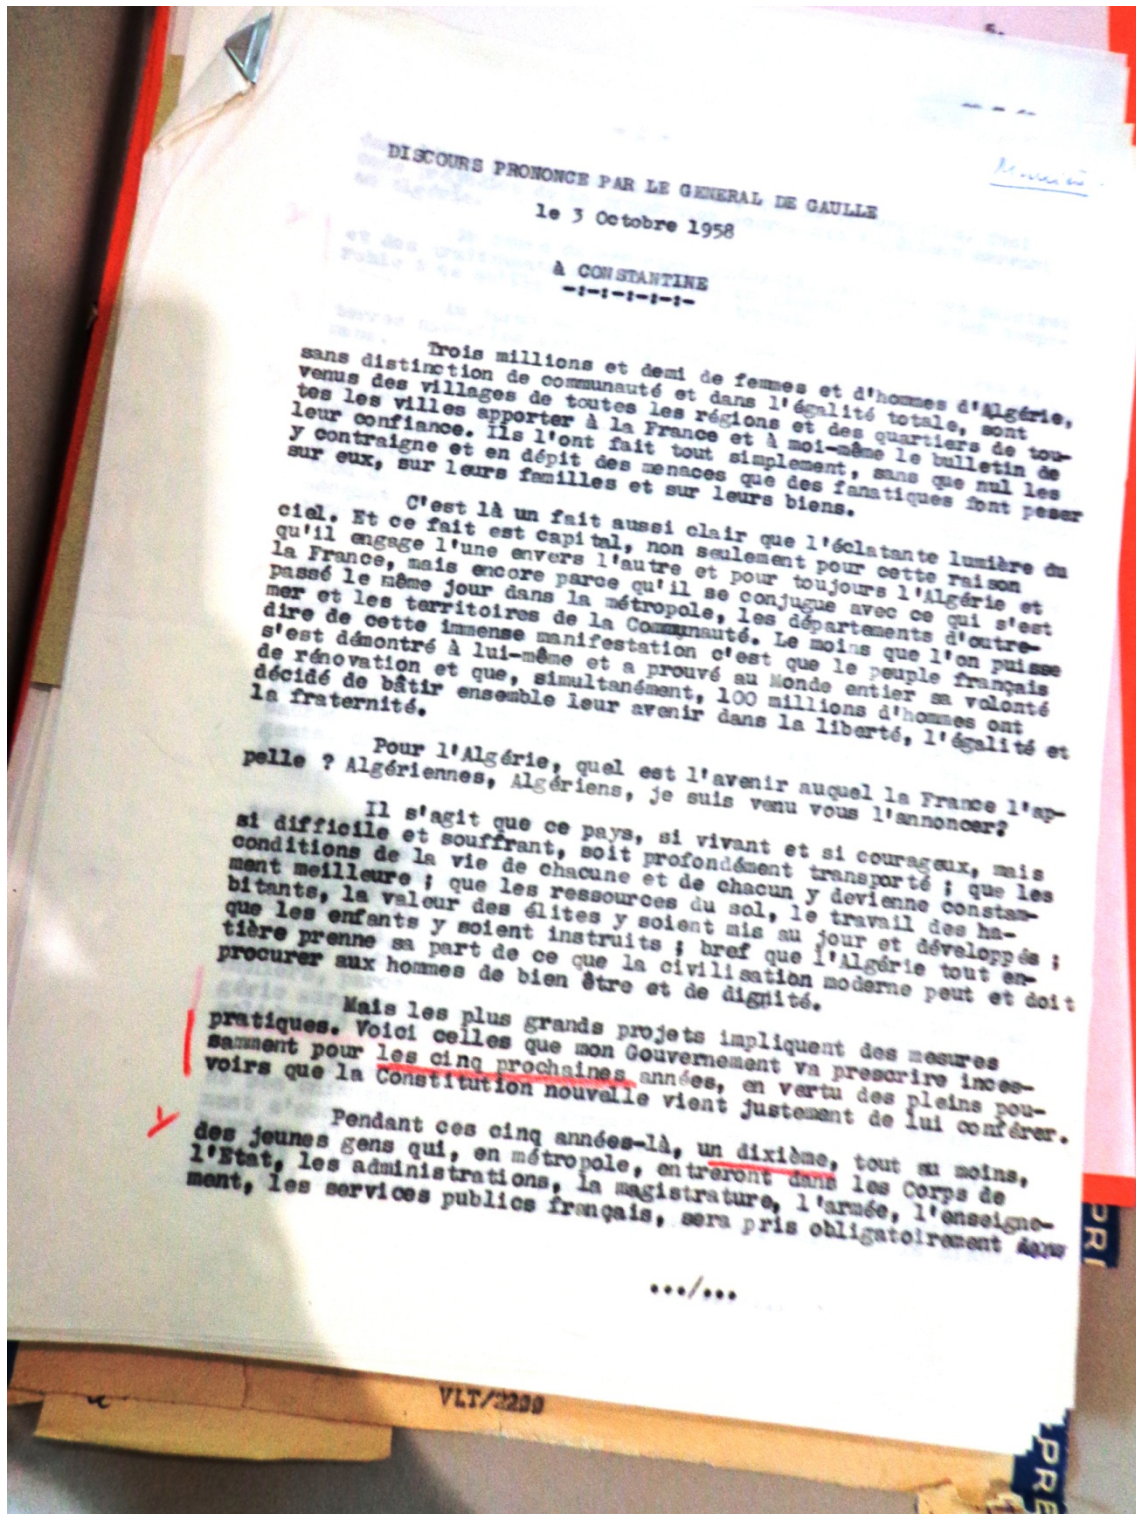 DISCOURS PRONONCE PAR LE GENERAL DE GAULLE
le 3 Octobre 1958
à CONSTANTINE
-:-:-:-:-:-:-
Trois millions et demi de femmes et d'hommes d'Algérie,
sans distinction de communauté et dans l'égalité totale, sont
venus des villages de toutes les régions et des quartiers de tou-
tes les villes apporter à la France et à moi-même le bulletin de
leur confiance. Ils l'ont fait tout simplement, sans que nul les
y contraigne et en dépit des menaces que des fanatiques font peser
sur eux, sur leurs familles et sur leurs biens.
C'est là un fait aussi clair que l'éclatante lumière du
ciel. Et ce fait est capital, non seulement pour cette raison
qu'il engage l'une envers l'autre et pour toujours l'Algérie et
la France, mais encore parce qu'il se conjugue avec ce qui s'est
passé le même jour dans la métropole, les départements d'outre-
mer et les territoires de la Communauté. Le moins que l'on puisse
dire de cette immense manifestation c'est que le peuple français
s'est démontré à lui-même et a prouvé au Monde entier sa volonté
de rénovation et que, simultanément, 100 millions d'hommes ont
décidé de bâtir ensemble leur avenir dans la liberté, l'égalité et
la fraternité.
Pour l'Algérie, quel est l'avenir auquel la France l'ap-
pelle ? Algériennes, Algériens, je suis venu vous l'annoncer?
Il s'agit que ce pays, si vivant et si courageux, mais
si difficile et souffrant, soit profondément transporté ; que les
conditions de la vie de chacune et de chacun y devienne constam-
ment meilleure ; que les ressources du sol, le travail des ha-
bitants, la valeur des élites y soient mis au jour et développés ;
que les enfants y soient instruits ; bref que l'Algérie tout en-
tière prenne sa part de ce que la civilisation moderne peut et doit
procurer aux hommes de bien être et de dignité.
Mais les plus grands projets impliquent des mesures
pratiques. Voici celles que mon Gouvernement va prescrire inces-
samment pour les cinq prochaines années, en vertu des pleins pou-
voirs que la Constitution nouvelle vient justement de lui conférer.
Pendant ces cinq années-là, un dixième, tout au moins,
des jeunes gens qui, en métropole, entreront dans les Corps de
l'Etat, les administrations, la magistrature, l'armée, l'enseigne-
ment, les services publics français, sera pris obligatoirement dans
.../...
VLT/2200
PRI
PRE